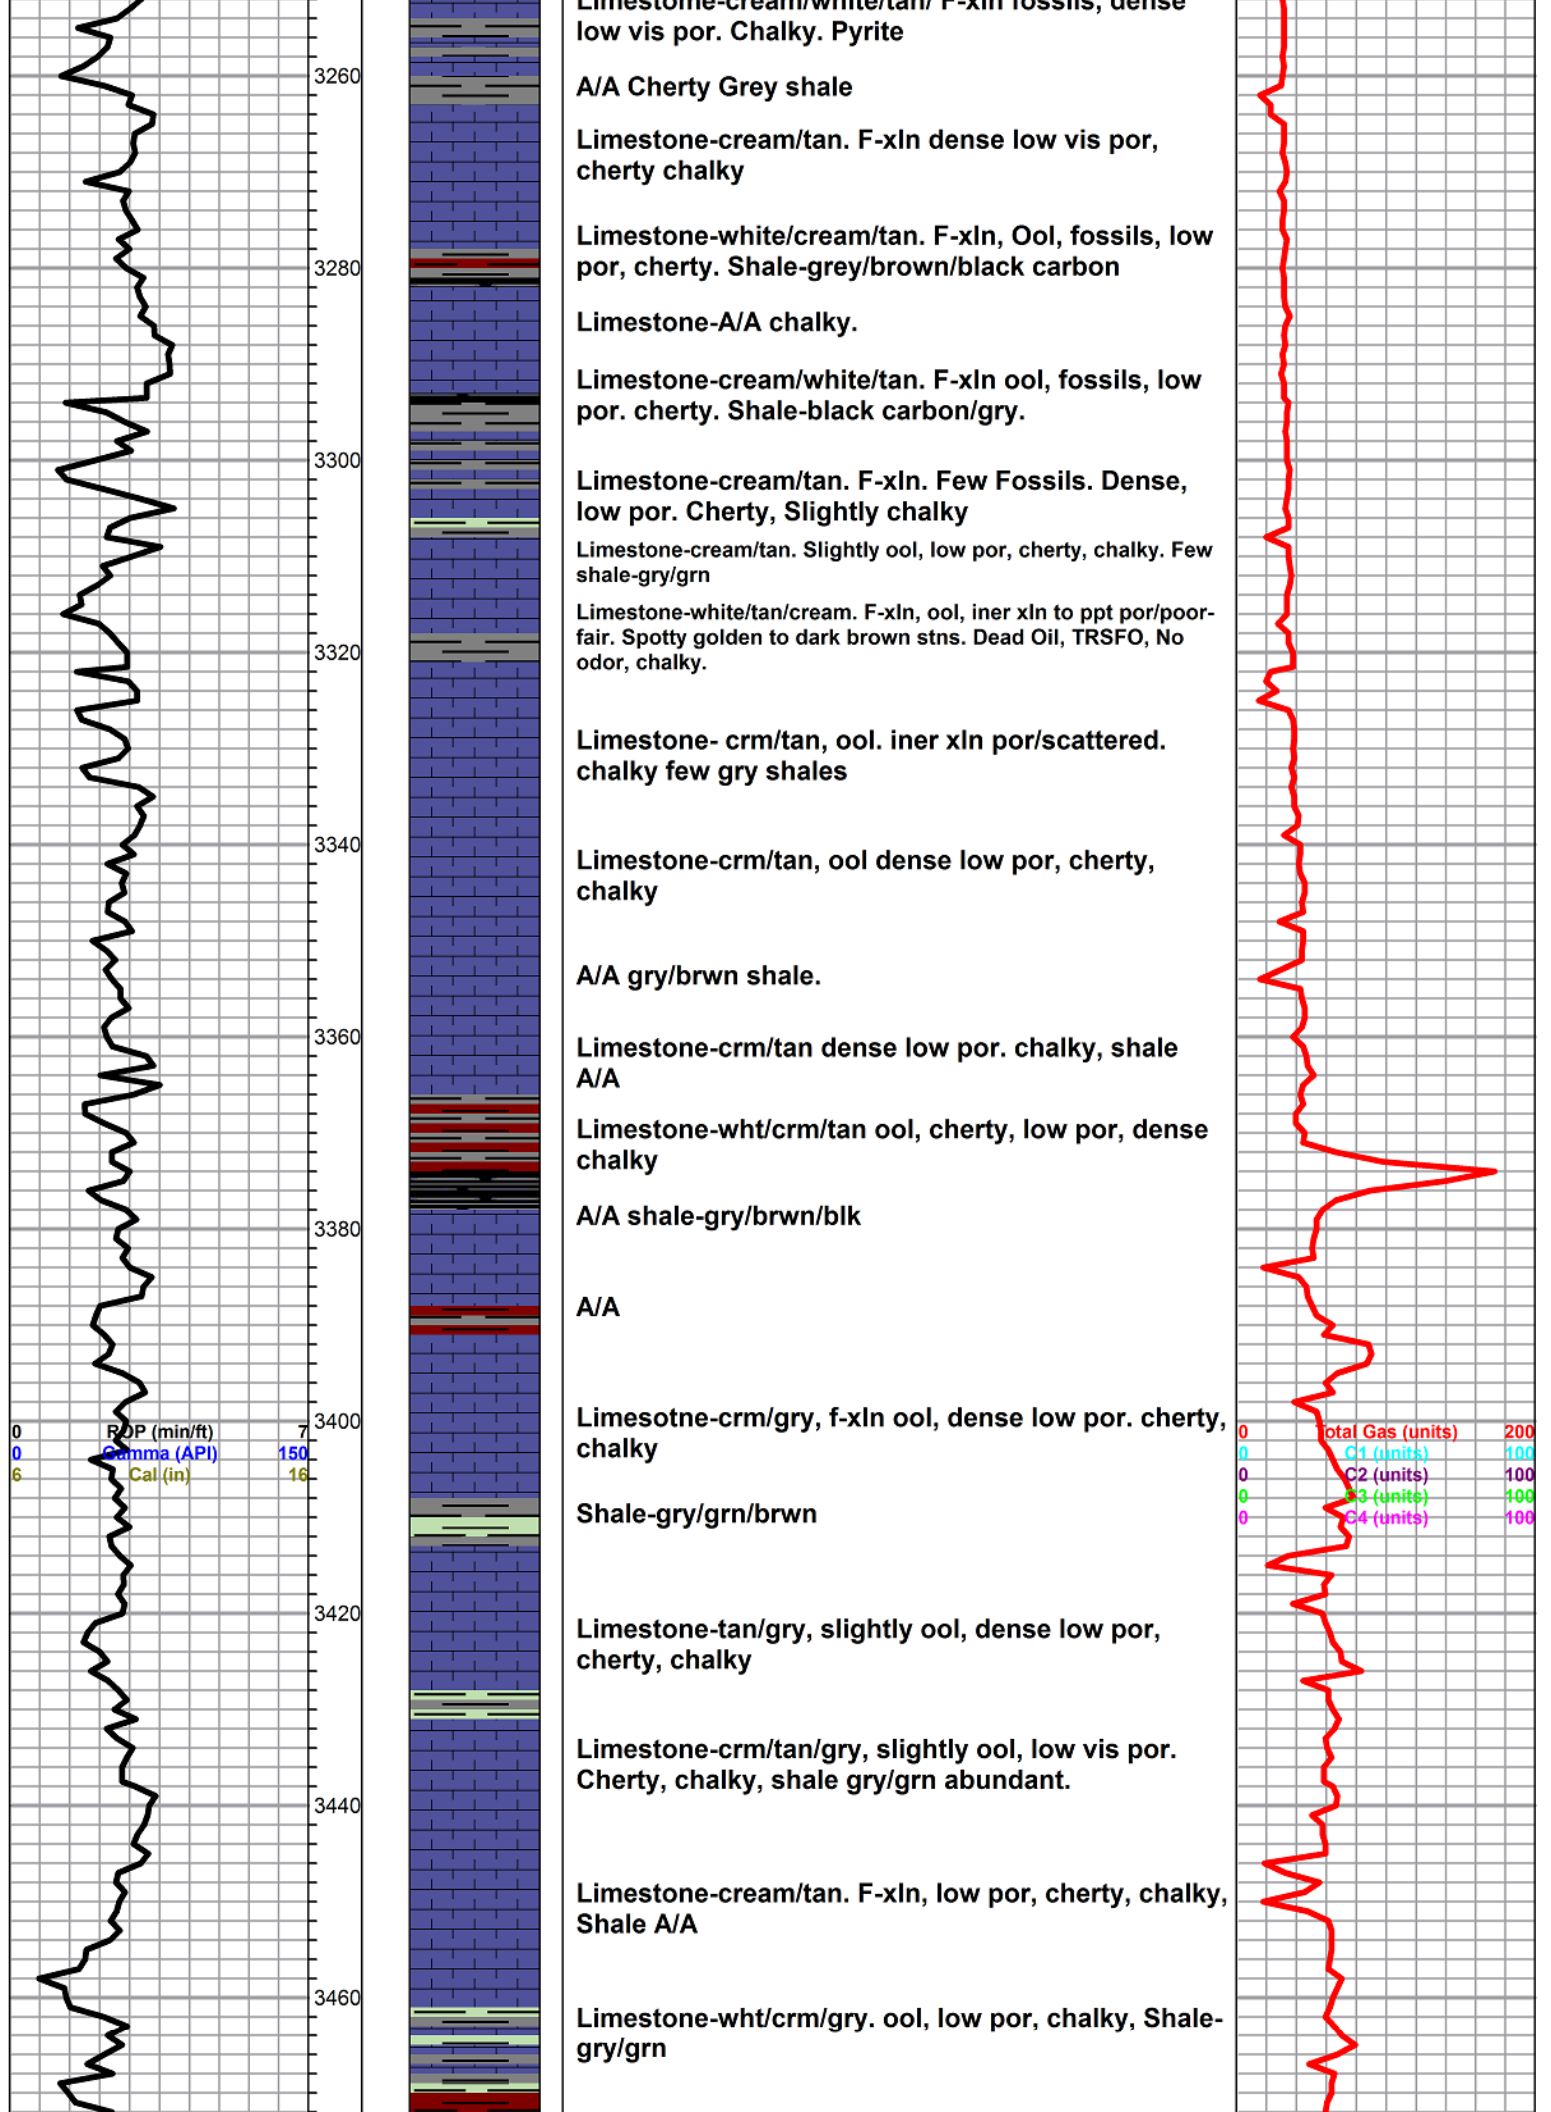 Limestome-cream/white/tan/ F-xln fossils, dense
low vis por. Chalky. Pyrite
3260
A/A Cherty Grey shale
Limestone-cream/tan. F-xln dense low vis por,
cherty chalky
Limestone-white/cream/tan. F-xln, Ool, fossils, low
por, cherty. Shale-grey/brown/black carbon
3280
Limestone-A/A chalky.
Limestone-cream/white/tan. F-xln ool, fossils, low
por. cherty. Shale-black carbon/gry.
3300
Limestone-cream/tan. F-xln. Few Fossils. Dense,
low por. Cherty, Slightly chalky
Limestone-cream/tan. Slightly ool, low por, cherty, chalky. Few
shale-gry/grn
Limestone-white/tan/cream. F-xln, ool, iner xln to ppt por/poor-
fair. Spotty golden to dark brown stns. Dead Oil, TRSFO, No
odor, chalky.
3320
Limestone- crm/tan, ool. iner xln por/scattered.
chalky few gry shales
3340
Limestone-crm/tan, ool dense low por, cherty,
chalky
A/A gry/brwn shale.
3360
Limestone-crm/tan dense low por. chalky, shale
A/A
Limestone-wht/crm/tan ool, cherty, low por, dense
chalky
A/A shale-gry/brwn/blk
3380
A/A
3400
Limesotne-crm/gry, f-xln ool, dense low por. cherty,
chalky
0 ROP (min/ft) 7
0 Gamma (API) 150
6 Cal (in) 16
0 Total Gas (units) 200
0 C1 (units) 100
0 C2 (units) 100
0 C3 (units) 100
0 C4 (units) 100
Shale-gry/grn/brwn
3420
Limestone-tan/gry, slightly ool, dense low por,
cherty, chalky
Limestone-crm/tan/gry, slightly ool, low vis por.
Cherty, chalky, shale gry/grn abundant.
3440
Limestone-cream/tan. F-xln, low por, cherty, chalky,
Shale A/A
3460
Limestone-wht/crm/gry. ool, low por, chalky, Shale-
gry/grn